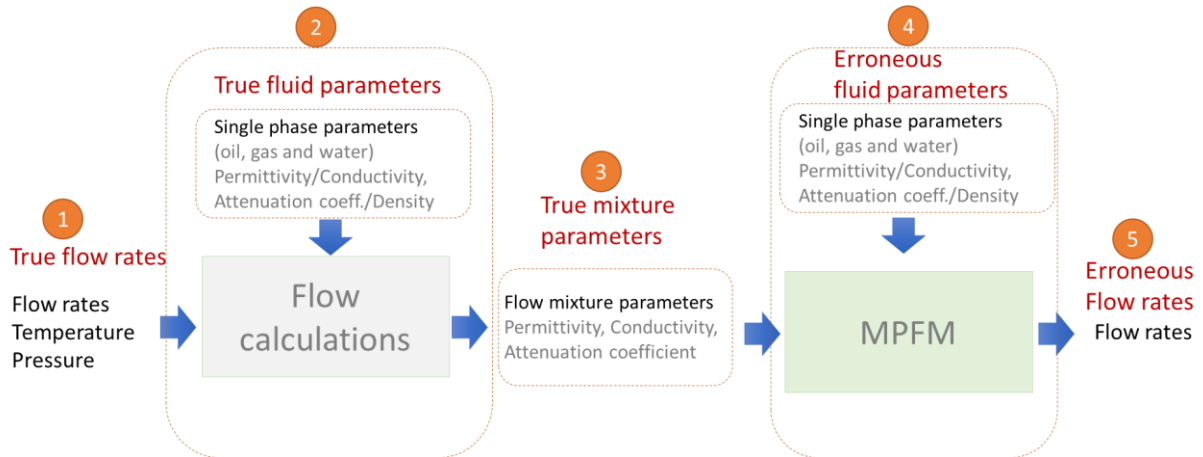 1
True flow rates
Flow rates
Temperature
Pressure
2
True fluid parameters
Single phase parameters
(oil, gas and water)
Permittivity/Conductivity,
Attenuation coeff./Density
Flow
calculations
3
True mixture
parameters
Flow mixture parameters
Permittivity, Conductivity,
Attenuation coefficient
4
Erroneous
fluid parameters
Single phase parameters
(oil, gas and water)
Permittivity/Conductivity,
Attenuation coeff./Density
MPFM
5
Erroneous
Flow rates
Flow rates